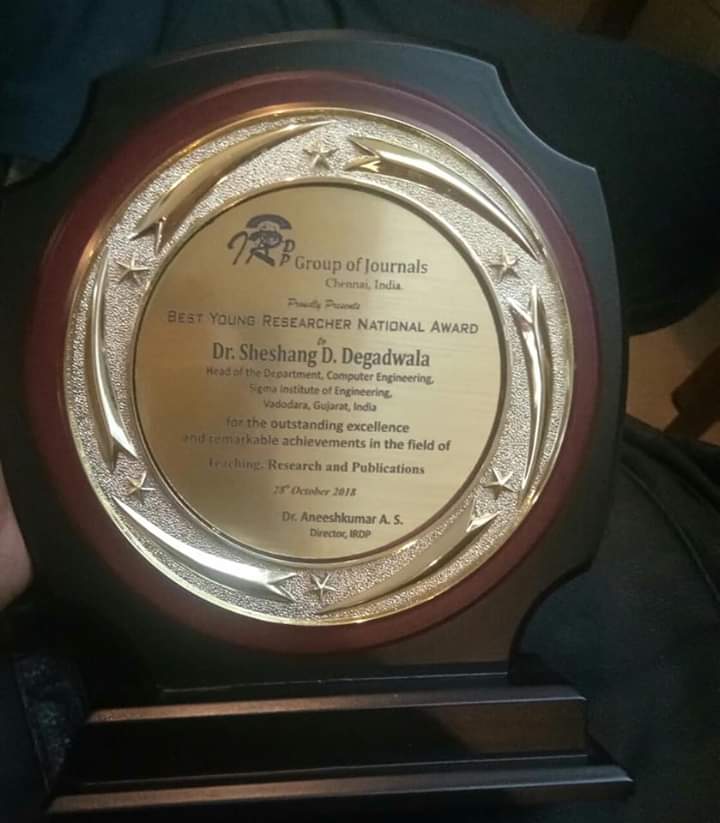 IRDP Group of Journals
Chennai, India.
Proudly Presents
BEST YOUNG RESEARCHER NATIONAL AWARD
to
Dr. Sheshang D. Degadwala
Head of the Department, Computer Engineering,
Sigma Institute of Engineering,
Vadodara, Gujarat, India
for the outstanding excellence
and remarkable achievements in the field of
Teaching, Research and Publications
28th October 2018
Dr. Aneeshkumar A. S.
Director, IRDP